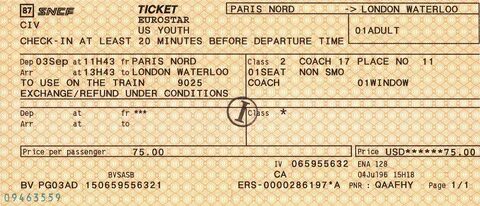 87 SNCF TICKET PARIS NORD -> LONDON WATERLOO
CIV EUROSTAR
US YOUTH 01ADULT
CHECK-IN AT LEAST 20 MINUTES BEFORE DEPARTURE TIME
Dep 03Sep at 11H43 fr PARIS NORD Class 2 COACH 17 PLACE NO 11
Arr at 13H43 to LONDON WATERLOO 01SEAT NON SMO
TO USE ON THE TRAIN 9025 COACH 01WINDOW
EXCHANGE/REFUND UNDER CONDITIONS
Dep at fr *** Class *
Arr at to
Price per passenger 75.00 Price USD******75.00
IV 065955632 ENA 128
BVSASB CA 04Jul96 15H18
BV PG03AD 150659556321 ERS-0000286197*A PNR : QAAFHY Page 1/1
09463559